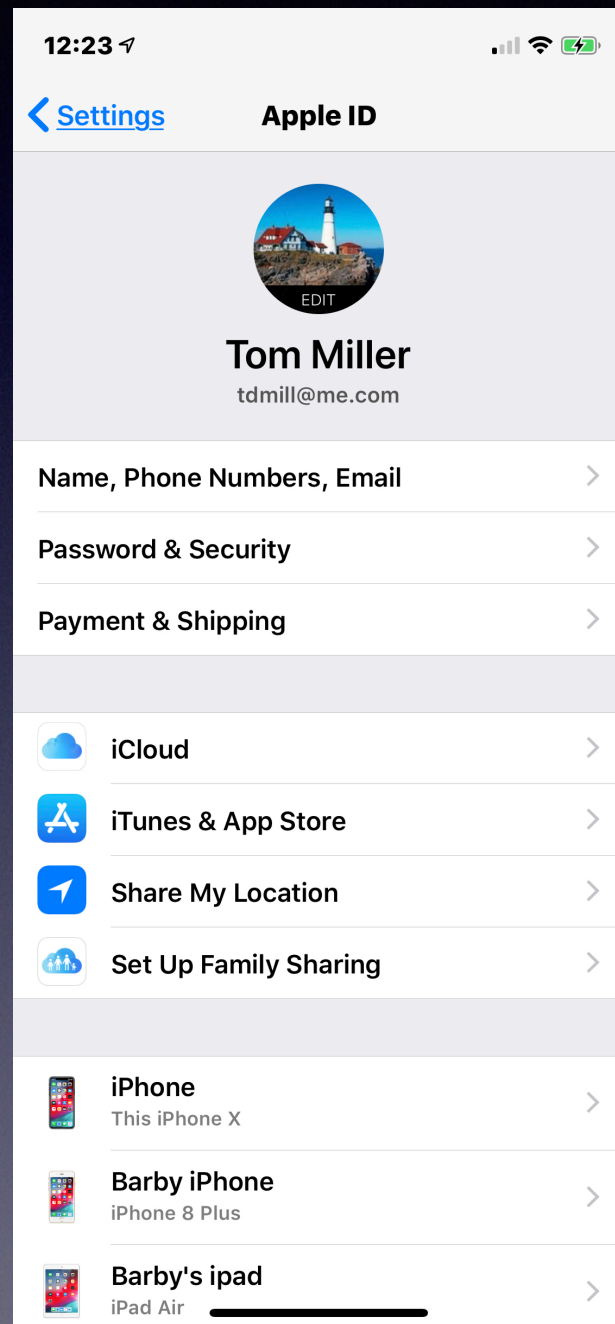 12:23
Settings
Apple ID
EDIT
Tom Miller
tdmill@me.com
Name, Phone Numbers, Email
Password & Security
Payment & Shipping
iCloud
iTunes & App Store
Share My Location
Set Up Family Sharing
iPhone
This iPhone X
Barby iPhone
iPhone 8 Plus
Barby's ipad
iPad Air